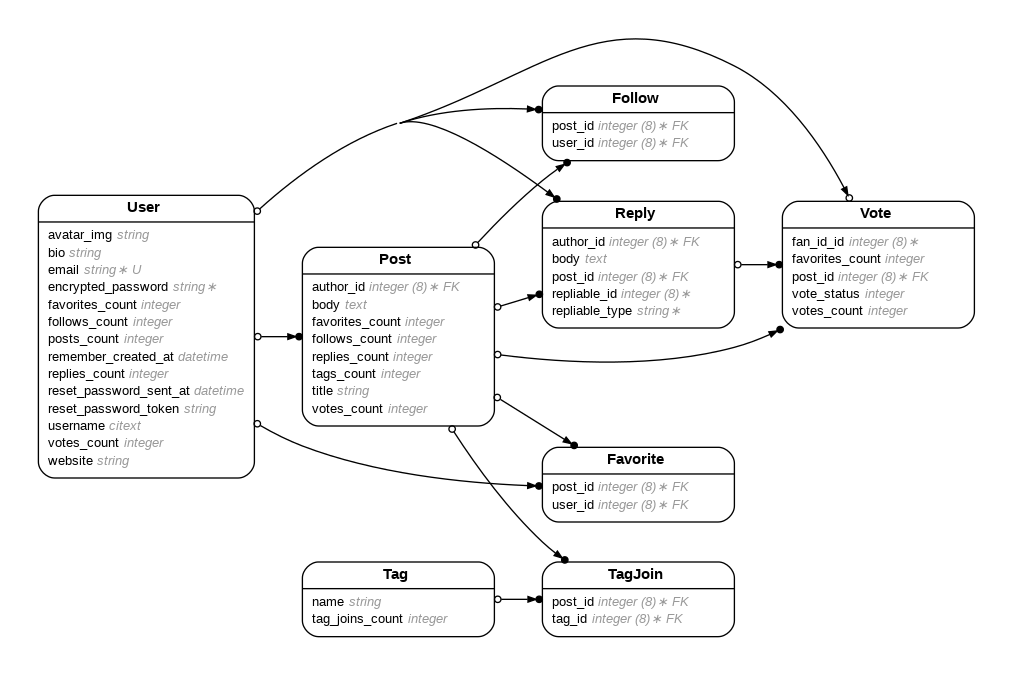 User
avatar_img string
bio string
email string∗ U
encrypted_password string∗
favorites_count integer
follows_count integer
posts_count integer
remember_created_at datetime
replies_count integer
reset_password_sent_at datetime
reset_password_token string
username citext
votes_count integer
website string
Post
author_id integer (8)∗ FK
body text
favorites_count integer
follows_count integer
replies_count integer
tags_count integer
title string
votes_count integer
Tag
name string
tag_joins_count integer
Follow
post_id integer (8)∗ FK
user_id integer (8)∗ FK
Reply
author_id integer (8)∗ FK
body text
post_id integer (8)∗ FK
repliable_id integer (8)∗
repliable_type string∗
Favorite
post_id integer (8)∗ FK
user_id integer (8)∗ FK
TagJoin
post_id integer (8)∗ FK
tag_id integer (8)∗ FK
Vote
fan_id_id integer (8)∗
favorites_count integer
post_id integer (8)∗ FK
vote_status integer
votes_count integer